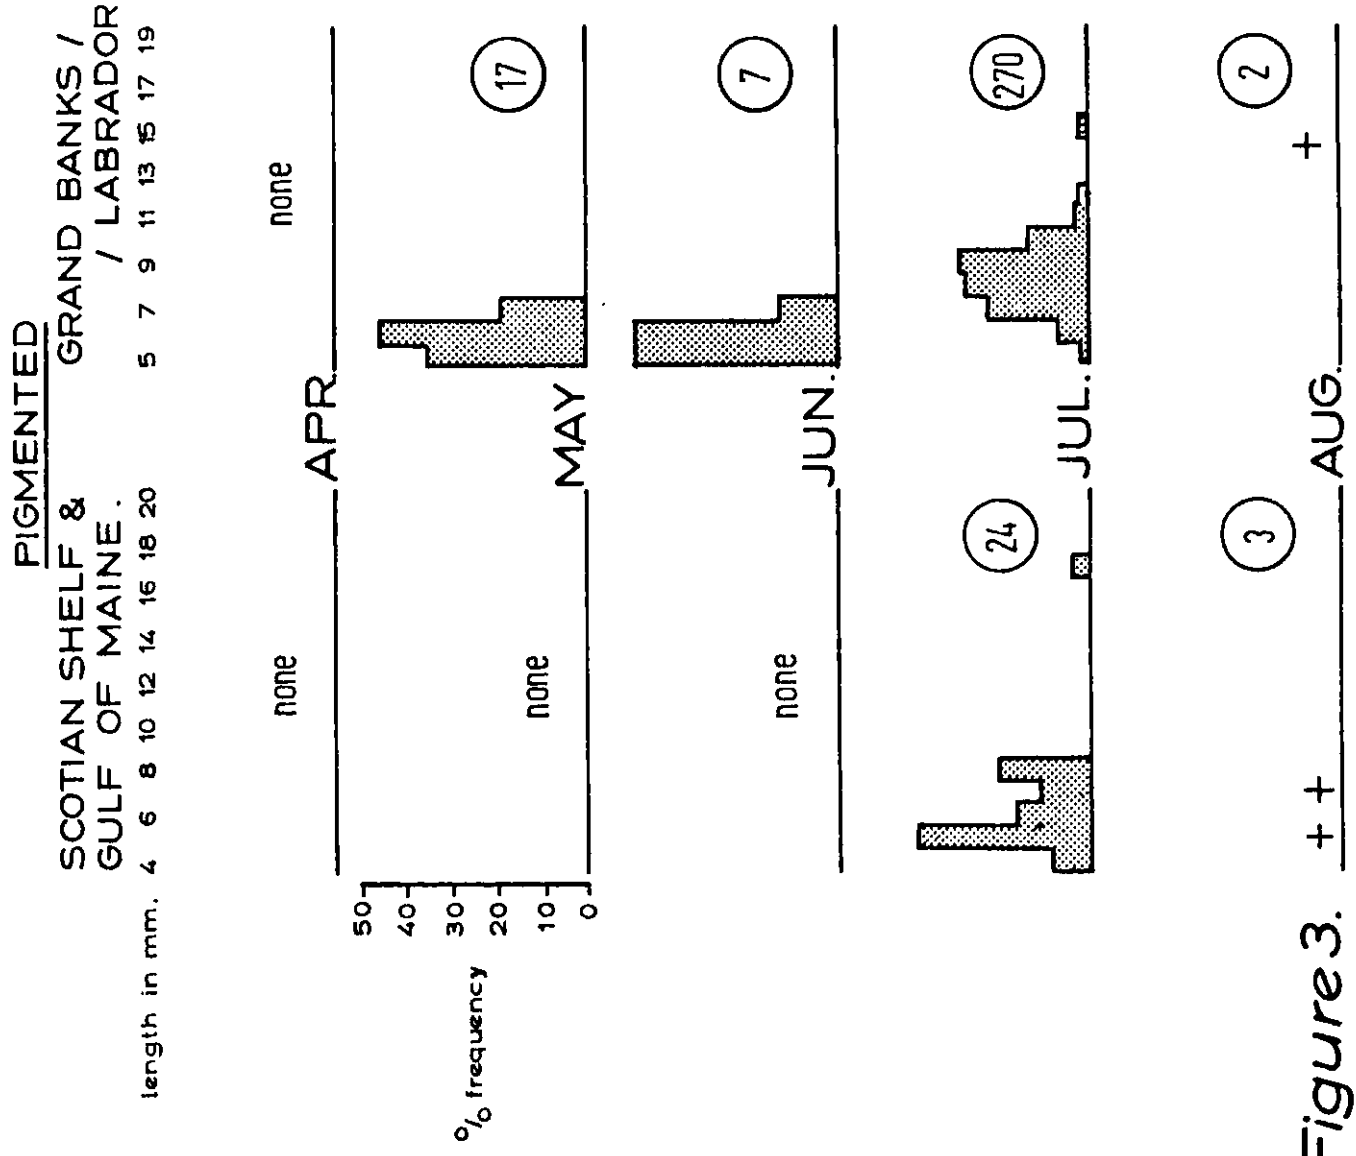 PIGMENTED
SCOTIAN SHELF &
GULF OF MAINE.
GRAND BANKS /
/ LABRADOR
length in mm. 4 6 8 10 12 14 16 18 20 5 7 9 11 13 15 17 19
none APR. none
50 40 30 20 10 0
% frequency
none MAY 17
none JUN. 7
24 JUL. 270
+ + 3 AUG. + 2
Figure 3.